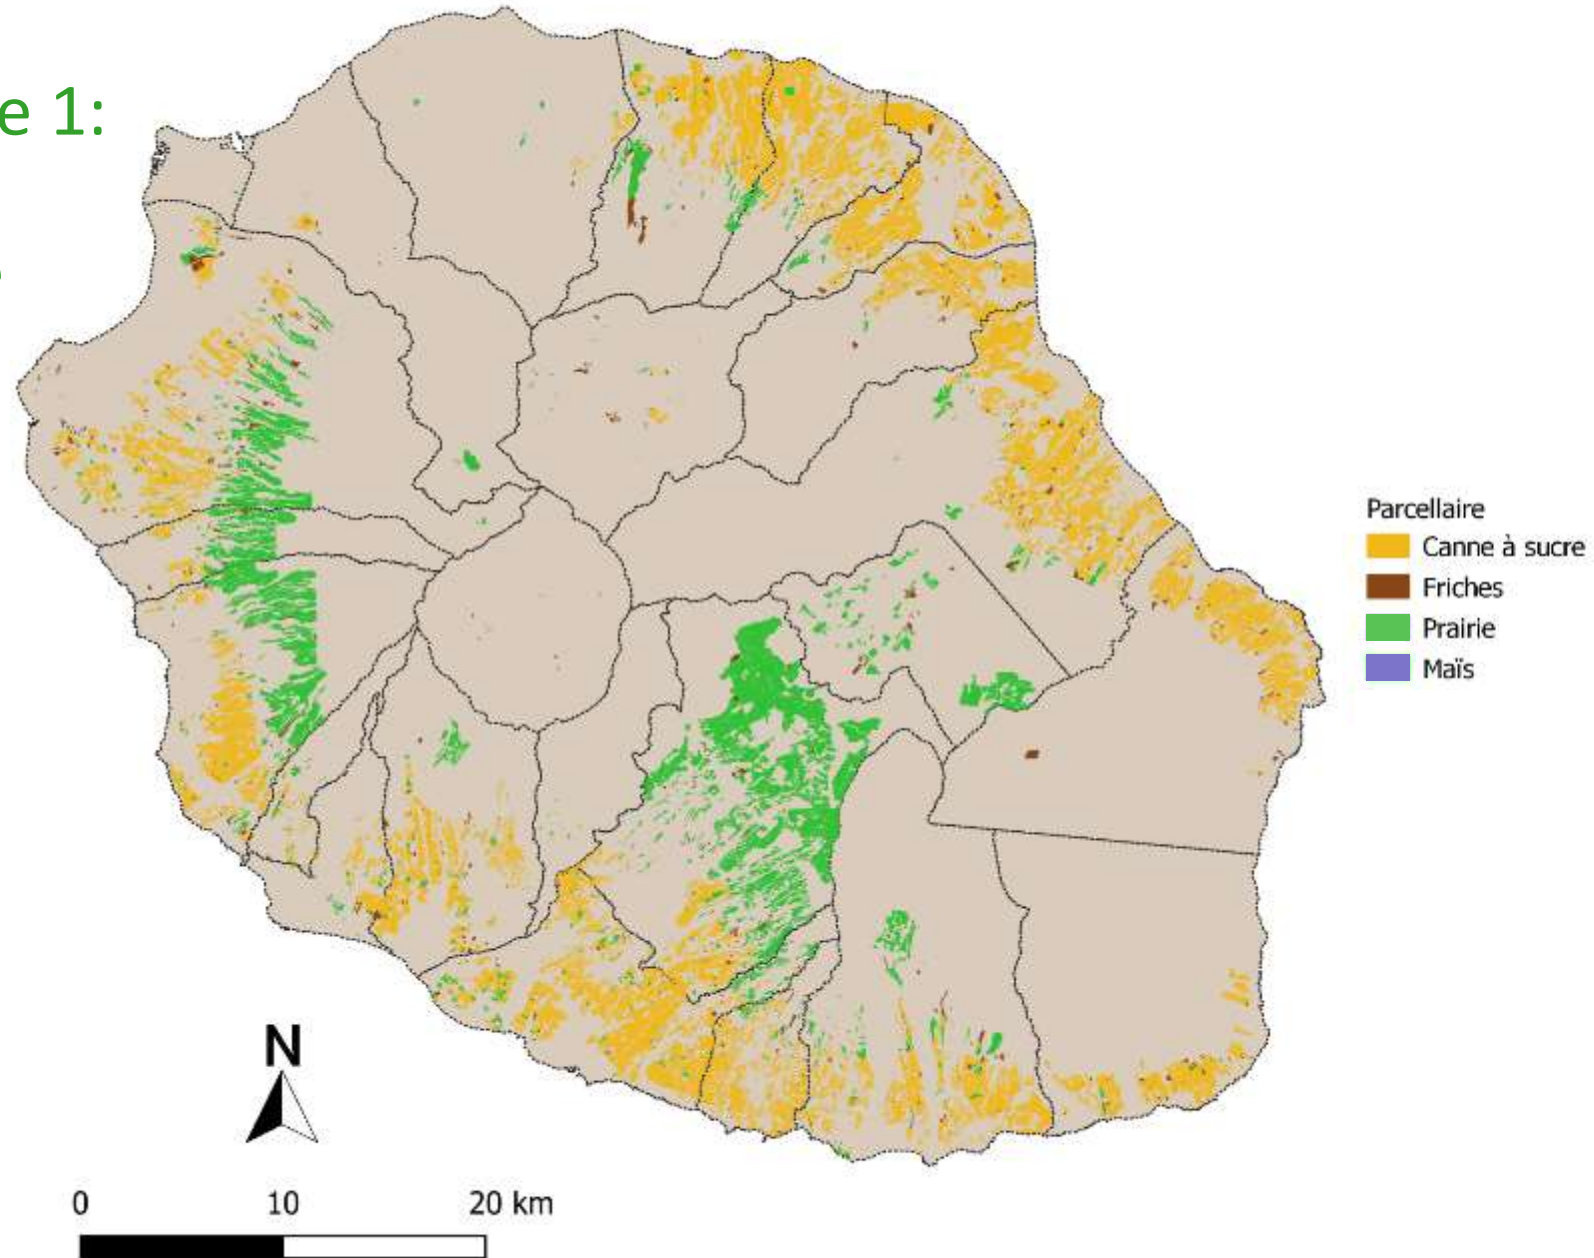 e 1:
Parcellaire
Canne à sucre
Friches
Prairie
Maïs
N
0 10 20 km